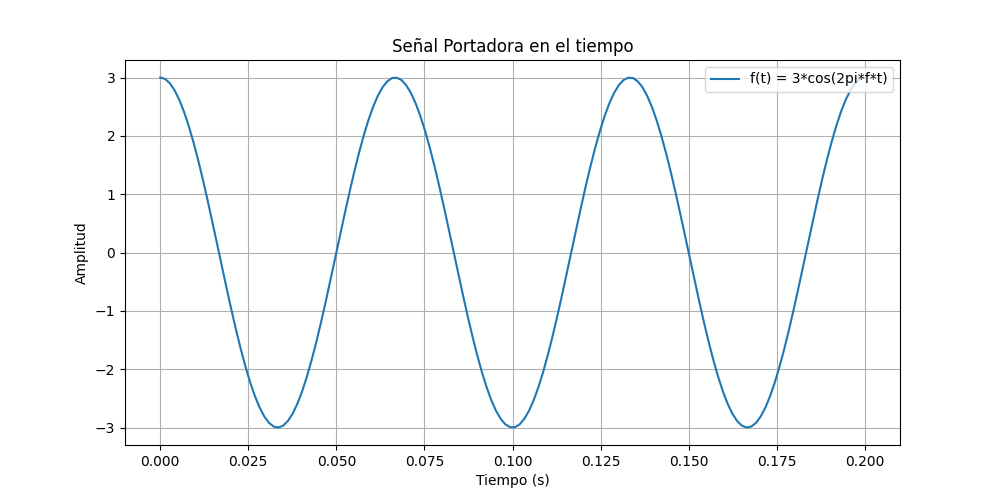 Señal Portadora en el tiempo
f(t) = 3*cos(2pi*f*t)
Amplitud
3
2
1
0
−1
−2
−3
0.000 0.025 0.050 0.075 0.100 0.125 0.150 0.175 0.200
Tiempo (s)